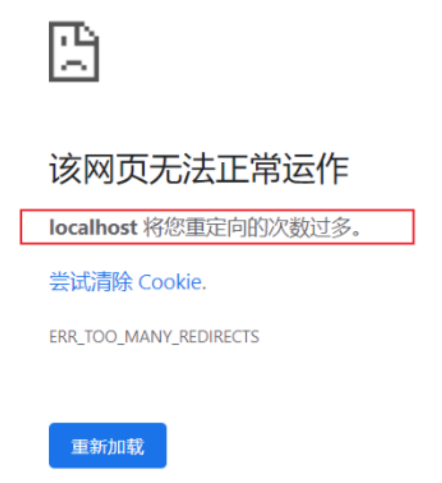 该网页无法正常运作
localhost 将您重定向的次数过多。
尝试清除 Cookie.
ERR_TOO_MANY_REDIRECTS
重新加载